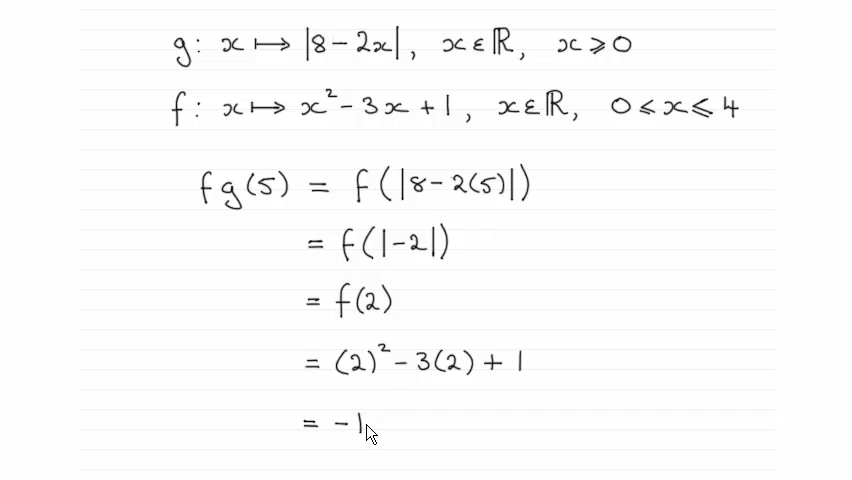 g: x ↦ |8 - 2x|, x ∈ ℝ, x ⩾ 0
f: x ↦ x² - 3x + 1, x ∈ ℝ, 0 ⩽ x ⩽ 4
fg(5) = f(|8 - 2(5)|)
= f(|-2|)
= f(2)
= (2)² - 3(2) + 1
= -1